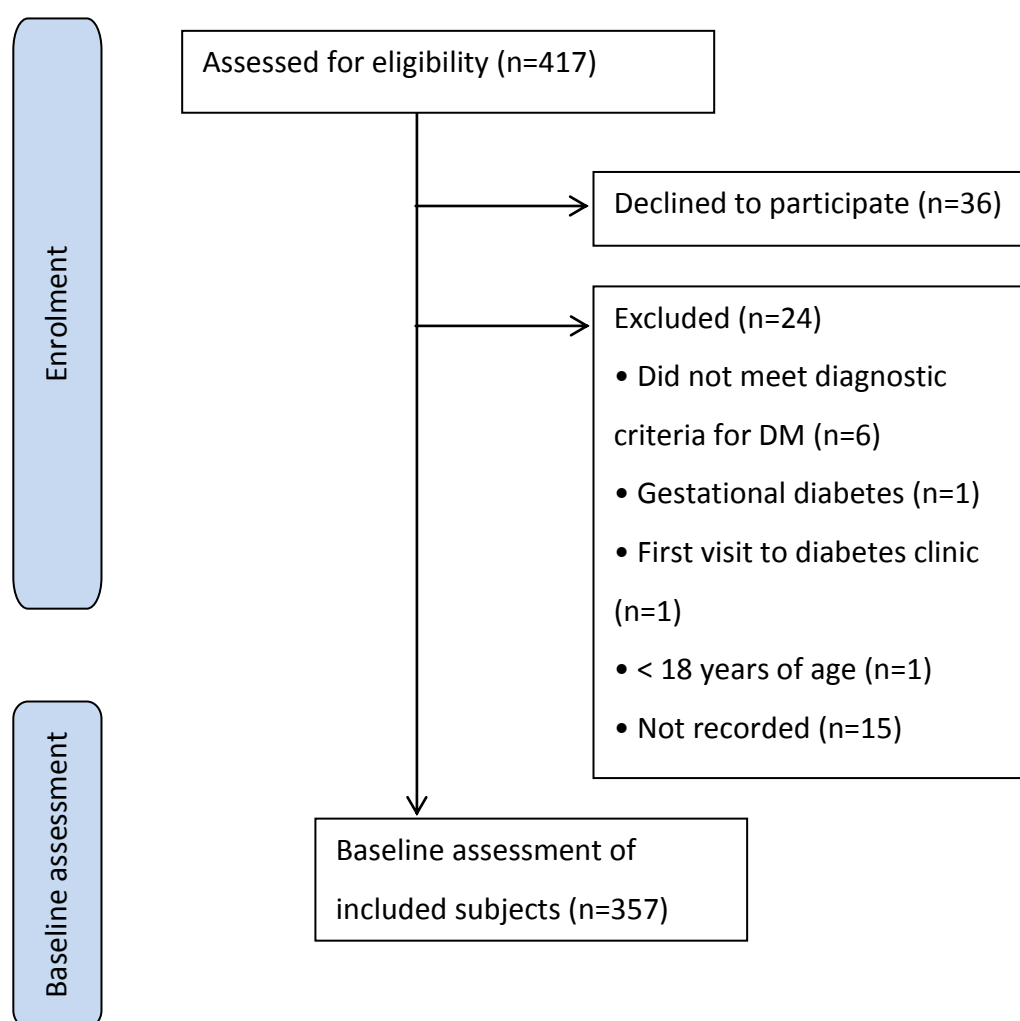 Enrolment
Assessed for eligibility (n=417)
Declined to participate (n=36)
Excluded (n=24)
• Did not meet diagnostic
criteria for DM (n=6)
• Gestational diabetes (n=1)
• First visit to diabetes clinic
(n=1)
• < 18 years of age (n=1)
• Not recorded (n=15)
Baseline assessment
Baseline assessment of
included subjects (n=357)